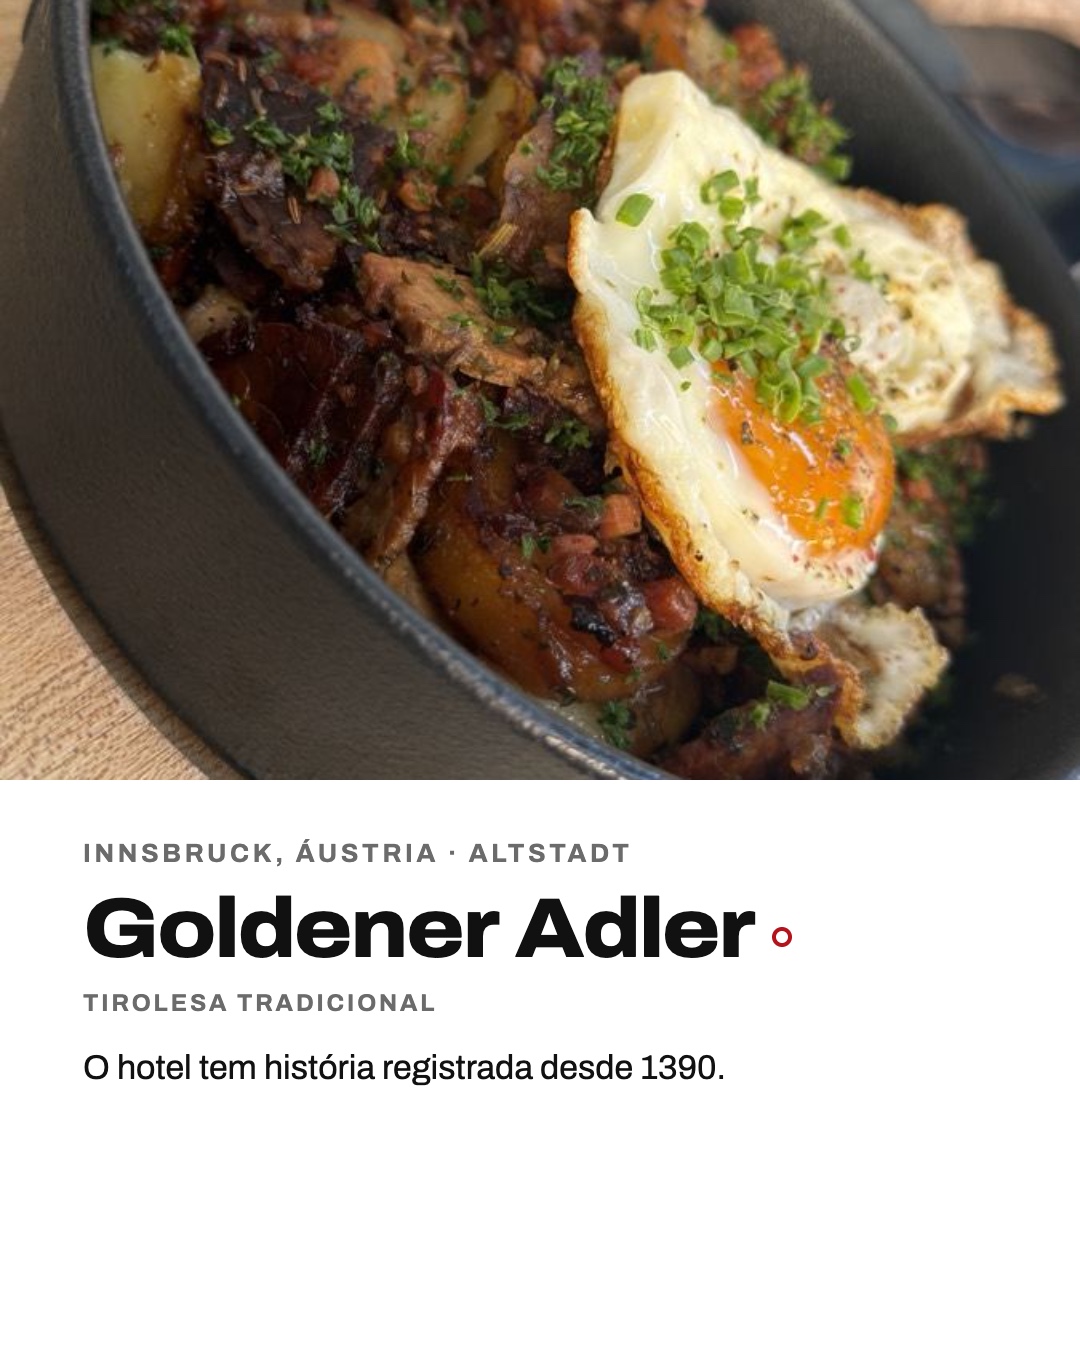 INNSBRUCK, ÁUSTRIA · ALTSTADT
Goldener Adler
TIROLESA TRADICIONAL
O hotel tem história registrada desde 1390.